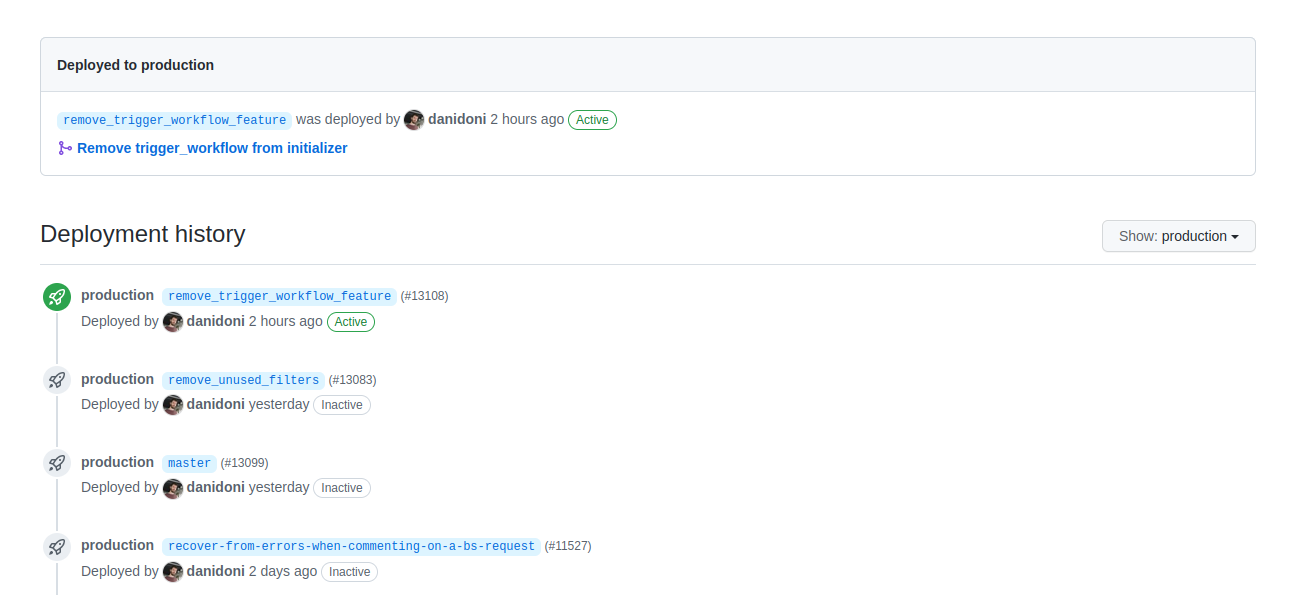 Deployed to production
remove_trigger_workflow_feature was deployed by danidoni 2 hours ago Active
Remove trigger_workflow from initializer
Deployment history
Show: production
production remove_trigger_workflow_feature (#13108)
Deployed by danidoni 2 hours ago Active
production remove_unused_filters (#13083)
Deployed by danidoni yesterday Inactive
production master (#13099)
Deployed by danidoni yesterday Inactive
production recover-from-errors-when-commenting-on-a-bs-request (#11527)
Deployed by danidoni 2 days ago Inactive